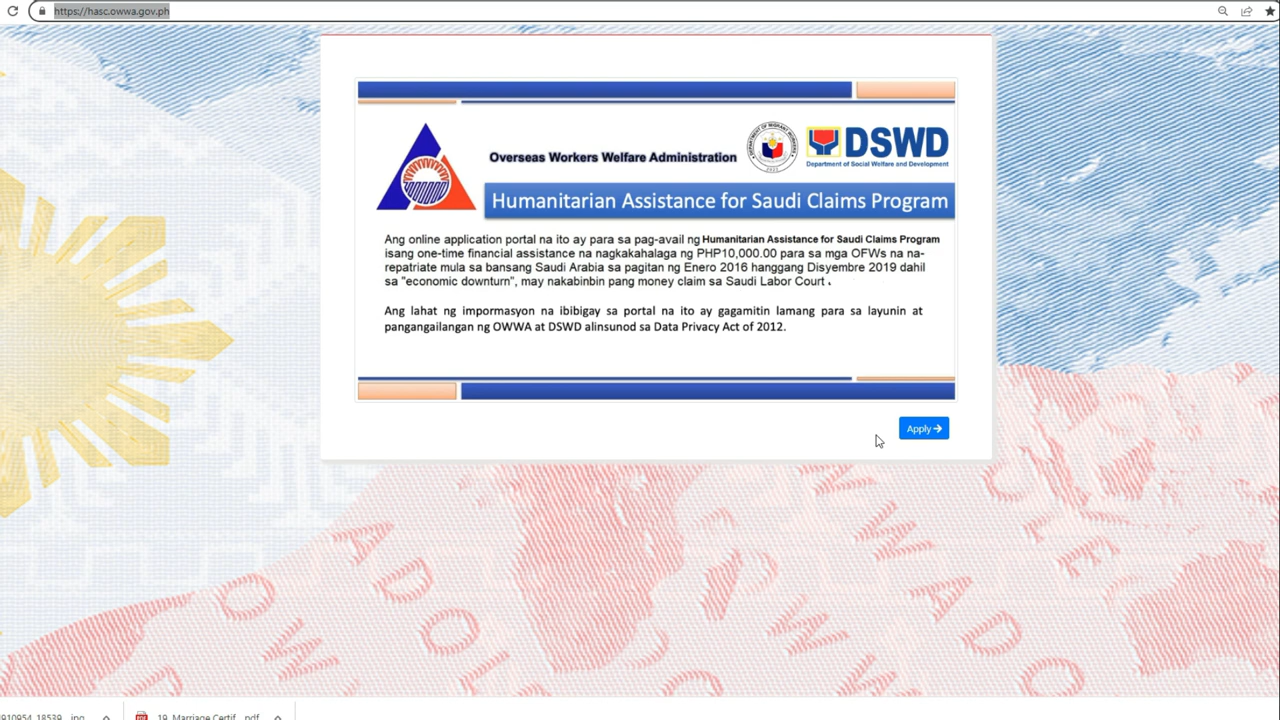 https://hasc.owwa.gov.ph
Overseas Workers Welfare Administration
DEPARTMENT OF MIGRANT WORKERS
DSWD
Department of Social Welfare and Development
Humanitarian Assistance for Saudi Claims Program
Ang online application portal na ito ay para sa pag-avail ng Humanitarian Assistance for Saudi Claims Program
isang one-time financial assistance na nagkakahalaga ng PHP10,000.00 para sa mga OFWs na na-
repatriate mula sa bansang Saudi Arabia sa pagitan ng Enero 2016 hanggang Disyembre 2019 dahil
sa "economic downturn", may nakabinbin pang money claim sa Saudi Labor Court .
Ang lahat ng impormasyon na ibibigay sa portal na ito ay gagamitin lamang para sa layunin at
pangangailangan ng OWWA at DSWD alinsunod sa Data Privacy Act of 2012.
Apply
19. Marriage Certif....pdf